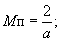 Mп = 2/a;